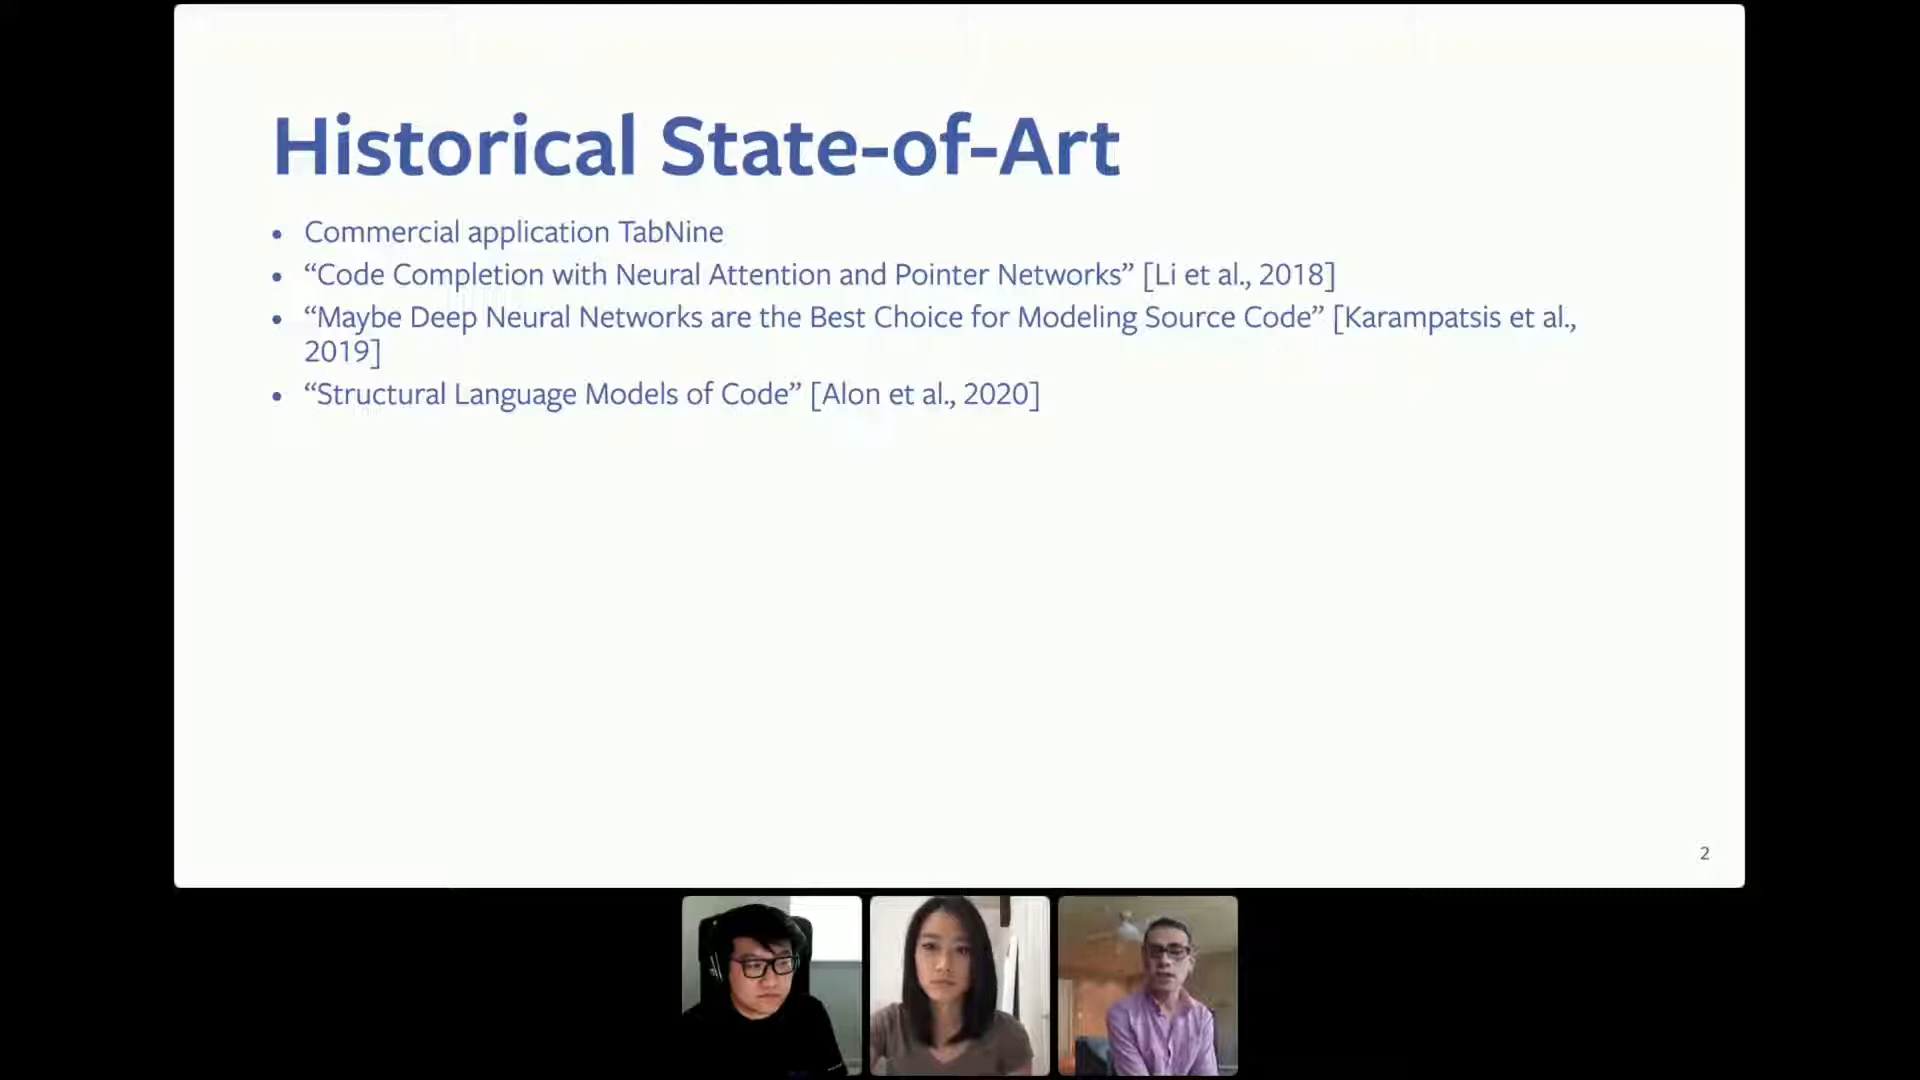 Historical State-of-Art
• Commercial application TabNine
• “Code Completion with Neural Attention and Pointer Networks” [Li et al., 2018]
• “Maybe Deep Neural Networks are the Best Choice for Modeling Source Code” [Karampatsis et al.,
2019]
• “Structural Language Models of Code” [Alon et al., 2020]
2